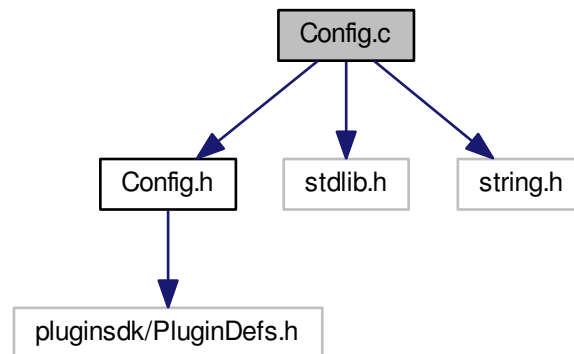 Config.c
Config.h
stdlib.h
string.h
pluginsdk/PluginDefs.h